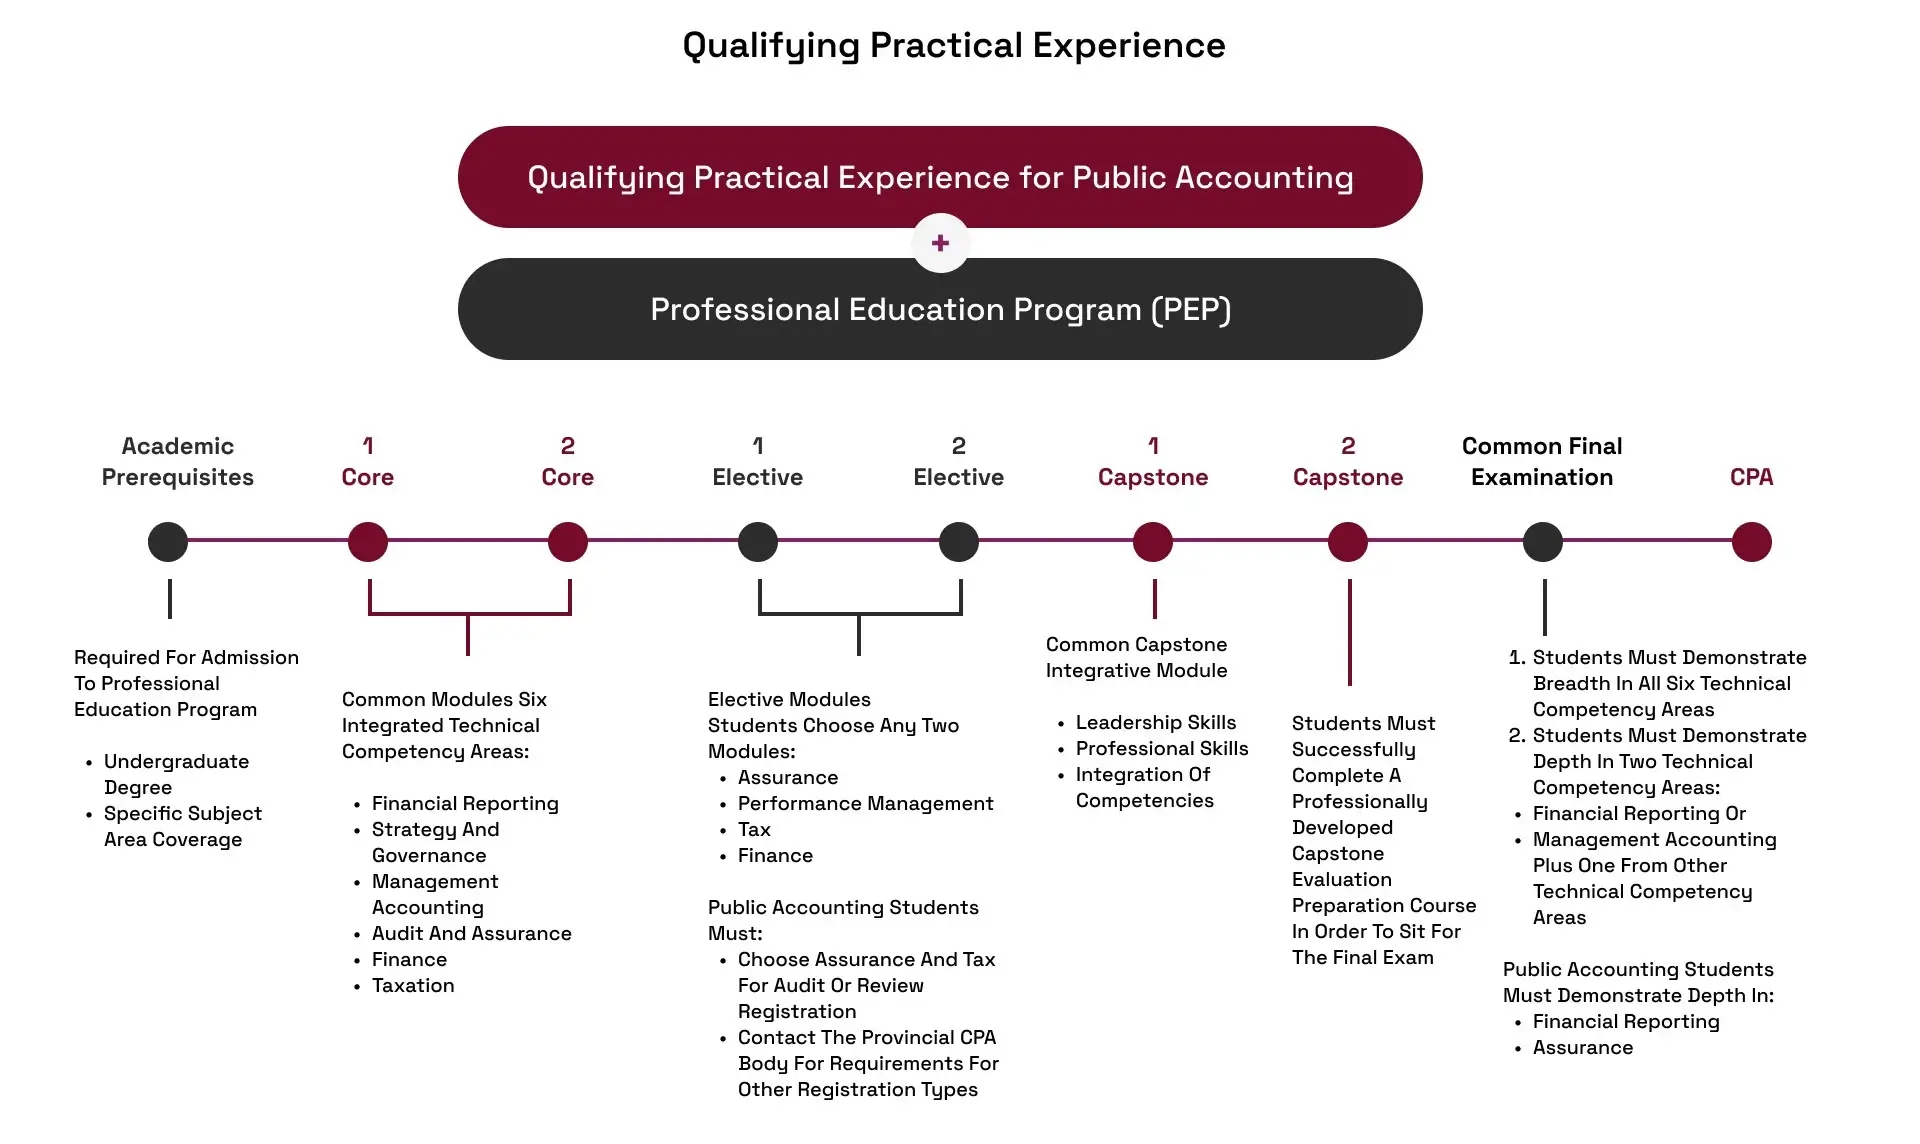 Qualifying Practical Experience
Qualifying Practical Experience for Public Accounting
+
Professional Education Program (PEP)
Academic
Prerequisites
1
Core
2
Core
1
Elective
2
Elective
1
Capstone
2
Capstone
Common Final
Examination
CPA
Required For Admission
To Professional
Education Program
• Undergraduate
Degree
• Specific Subject
Area Coverage
Common Modules Six
Integrated Technical
Competency Areas:
• Financial Reporting
• Strategy And
Governance
• Management
Accounting
• Audit And Assurance
• Finance
• Taxation
Elective Modules
Students Choose Any Two
Modules:
• Assurance
• Performance Management
• Tax
• Finance
Public Accounting Students
Must:
• Choose Assurance And Tax
For Audit Or Review
Registration
• Contact The Provincial CPA
Body For Requirements For
Other Registration Types
Common Capstone
Integrative Module
• Leadership Skills
• Professional Skills
• Integration Of
Competencies
Students Must
Successfully
Complete A
Professionally
Developed
Capstone
Evaluation
Preparation Course
In Order To Sit For
The Final Exam
1. Students Must Demonstrate
Breadth In All Six Technical
Competency Areas
2. Students Must Demonstrate
Depth In Two Technical
Competency Areas:
• Financial Reporting Or
• Management Accounting
Plus One From Other
Technical Competency
Areas
Public Accounting Students
Must Demonstrate Depth In:
• Financial Reporting
• Assurance